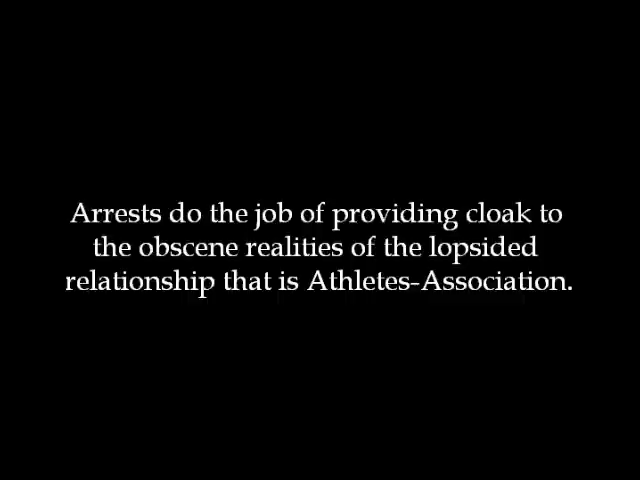 Arrests do the job of providing cloak to
the obscene realities of the lopsided
relationship that is Athletes-Association.